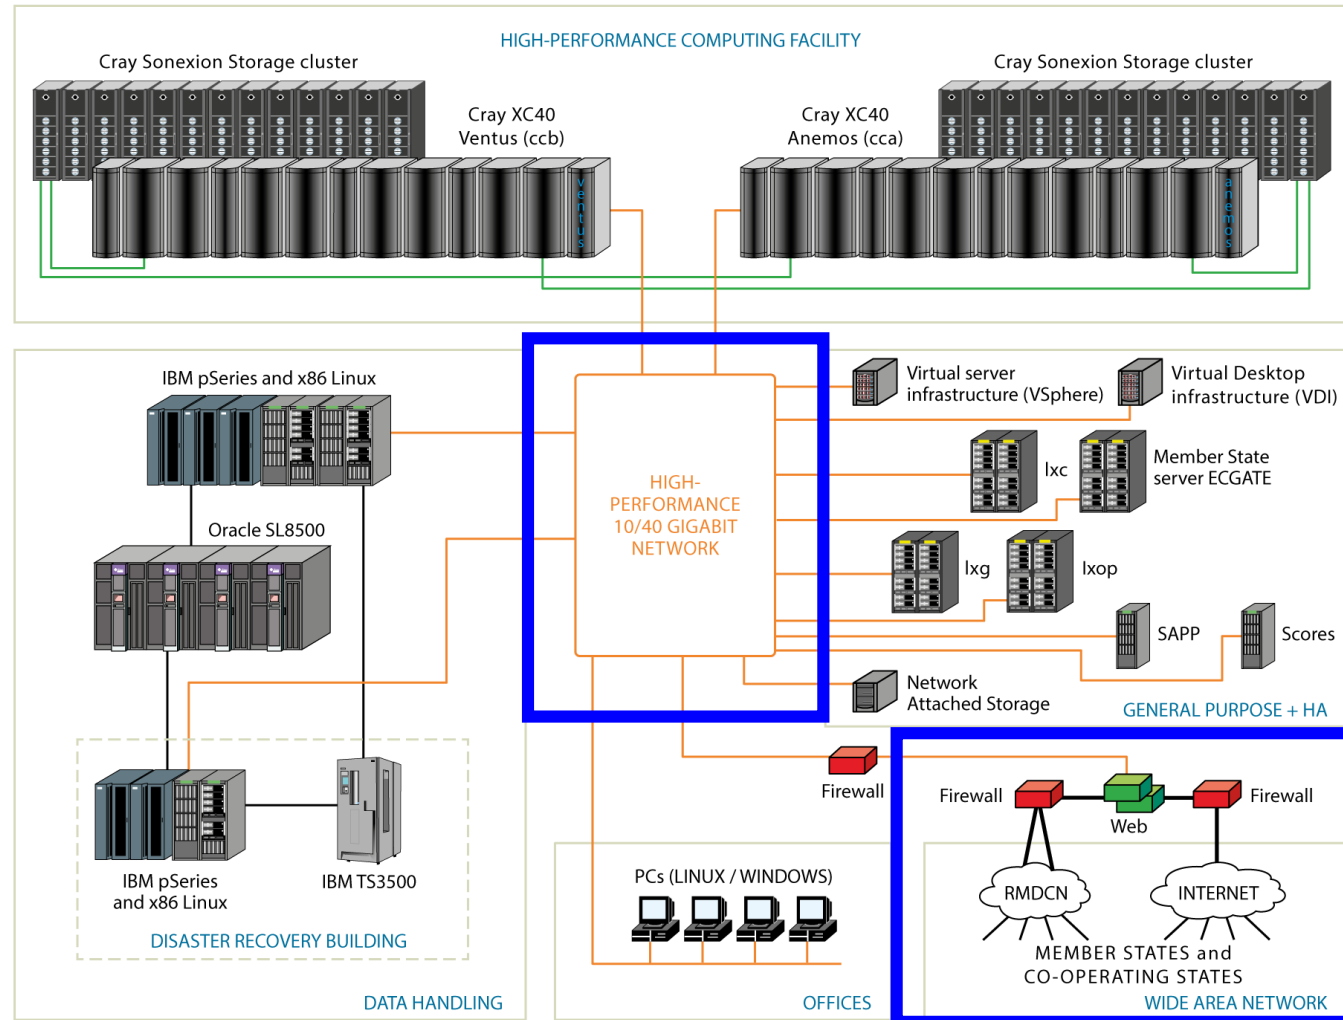 HIGH-PERFORMANCE COMPUTING FACILITY
Cray Sonexion Storage cluster
Cray Sonexion Storage cluster
Cray XC40
Ventus (ccb)
Cray XC40
Anemos (cca)
ventus
anemos
IBM pSeries and x86 Linux
Oracle SL8500
IBM pSeries
and x86 Linux
IBM TS3500
DISASTER RECOVERY BUILDING
DATA HANDLING
HIGH-
PERFORMANCE
10/40 GIGABIT
NETWORK
Virtual server
infrastructure (VSphere)
Virtual Desktop
infrastructure (VDI)
lxc
Member State
server ECGATE
lxg
lxop
SAPP
Scores
Network
Attached Storage
GENERAL PURPOSE + HA
Firewall
Firewall
Web
Firewall
RMDCN
INTERNET
MEMBER STATES and
CO-OPERATING STATES
WIDE AREA NETWORK
PCs (LINUX / WINDOWS)
OFFICES